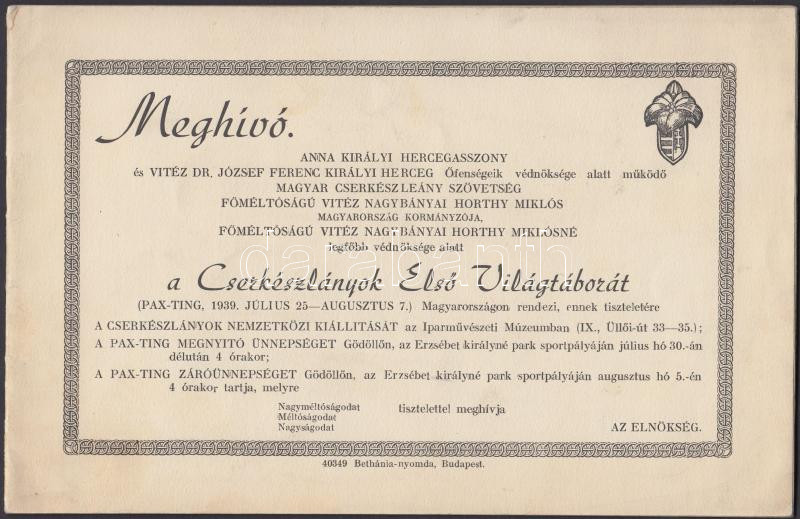 Meghívó.
ANNA KIRÁLYI HERCEGASSZONY
és VITÉZ DR. JÓZSEF FERENC KIRÁLYI HERCEG Őfenségeik védnöksége alatt működő
MAGYAR CSERKÉSZLEÁNY SZÖVETSÉG
FŐMÉLTÓSÁGÚ VITÉZ NAGYBÁNYAI HORTHY MIKLÓS
MAGYARORSZÁG KORMÁNYZÓJA,
FŐMÉLTÓSÁGÚ VITÉZ NAGYBÁNYAI HORTHY MIKLÓSNÉ
legfőbb védnöksége alatt
darabanth
a Cserkészlányok Első Világtáborát
(PAX-TING, 1939. JÚLIUS 25—AUGUSZTUS 7.) Magyarországon rendezi, ennek tiszteletére
A CSERKÉSZLÁNYOK NEMZETKÖZI KIÁLLITÁSÁT az Iparművészeti Múzeumban (IX., Üllői-út 33—35.);
A PAX-TING MEGNYITÓ ÜNNEPSÉGET Gödöllőn, az Erzsébet királyné park sportpályáján július hó 30.-án
délután 4 órakor;
A PAX-TING ZÁRÓÜNNEPSÉGET Gödöllőn, az Erzsébet királyné park sportpályáján augusztus hó 5.-én
4 órakor tartja, melyre
Nagyméltóságodat tisztelettel meghívja
Méltóságodat
Nagyságodat AZ ELNÖKSÉG.
40349 Bethánia-nyomda, Budapest.